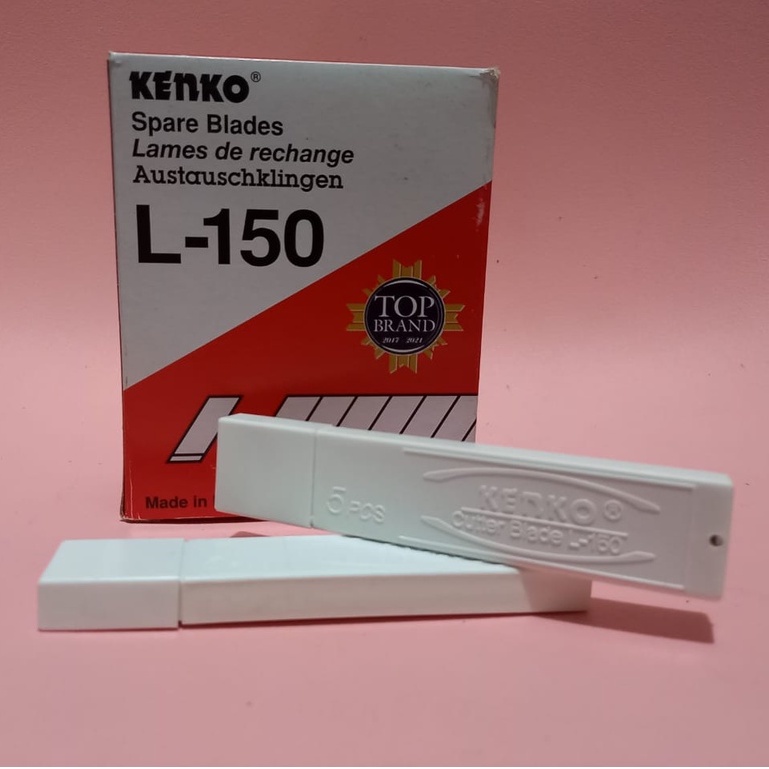 KENKO®
Spare Blades
Lames de rechange
Austauschklingen
L-150
TOP
BRAND
2017 2021
Made in
5 PCS
KENKO®
Cutter Blade L-150